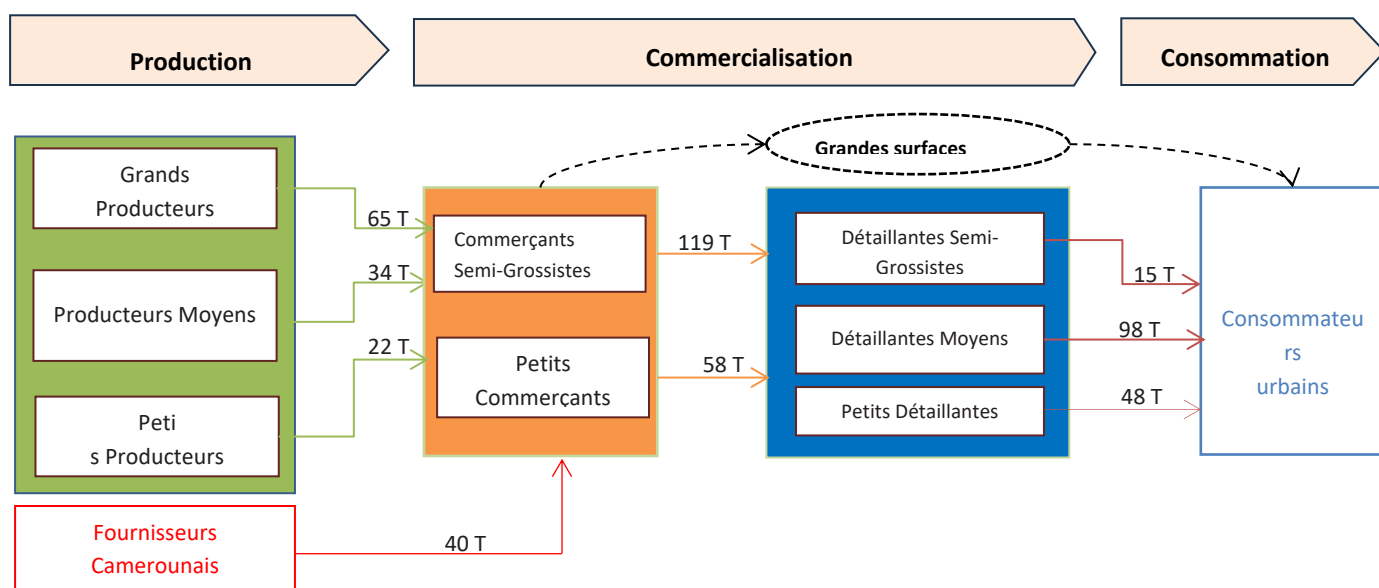 Production
Commercialisation
Consommation
Grandes surfaces
Grands
Producteurs
65 T
Commerçants
Semi-Grossistes
119 T
Détaillantes Semi-
Grossistes
15 T
34 T
Producteurs Moyens
Détaillantes Moyens
98 T
Consommateu
rs
urbains
22 T
Petits
Commerçants
58 T
Petits Détaillantes
48 T
Peti
s Producteurs
Fournisseurs
Camerounais
40 T